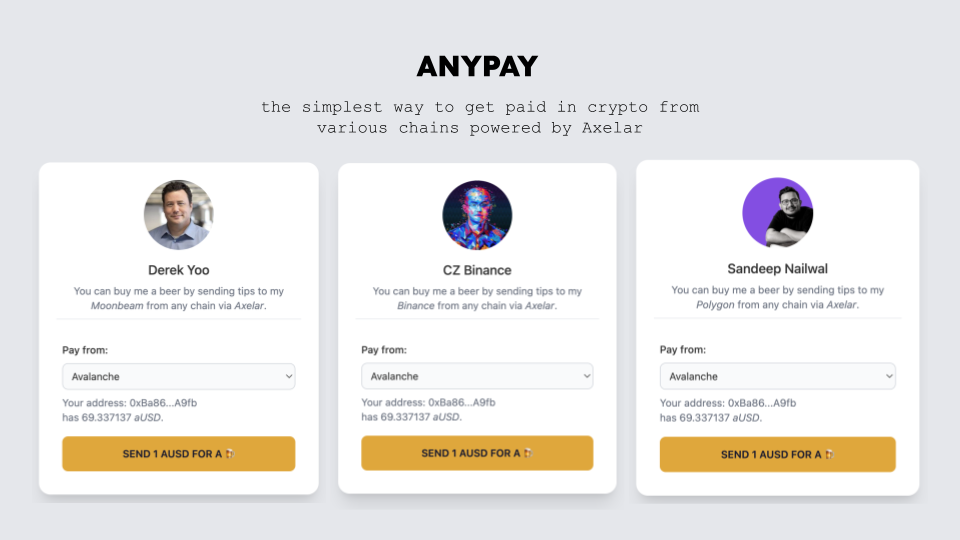 ANYPAY
the simplest way to get paid in crypto from
various chains powered by Axelar
Derek Yoo
You can buy me a beer by sending tips to my
Moonbeam from any chain via Axelar.
Pay from:
Avalanche
Your address: 0xBa86...A9fb
has 69.337137 aUSD.
SEND 1 AUSD FOR A 🍺
CZ Binance
You can buy me a beer by sending tips to my
Binance from any chain via Axelar.
Pay from:
Avalanche
Your address: 0xBa86...A9fb
has 69.337137 aUSD.
SEND 1 AUSD FOR A 🍺
Sandeep Nailwal
You can buy me a beer by sending tips to my
Polygon from any chain via Axelar.
Pay from:
Avalanche
Your address: 0xBa86...A9fb
has 69.337137 aUSD.
SEND 1 AUSD FOR A 🍺